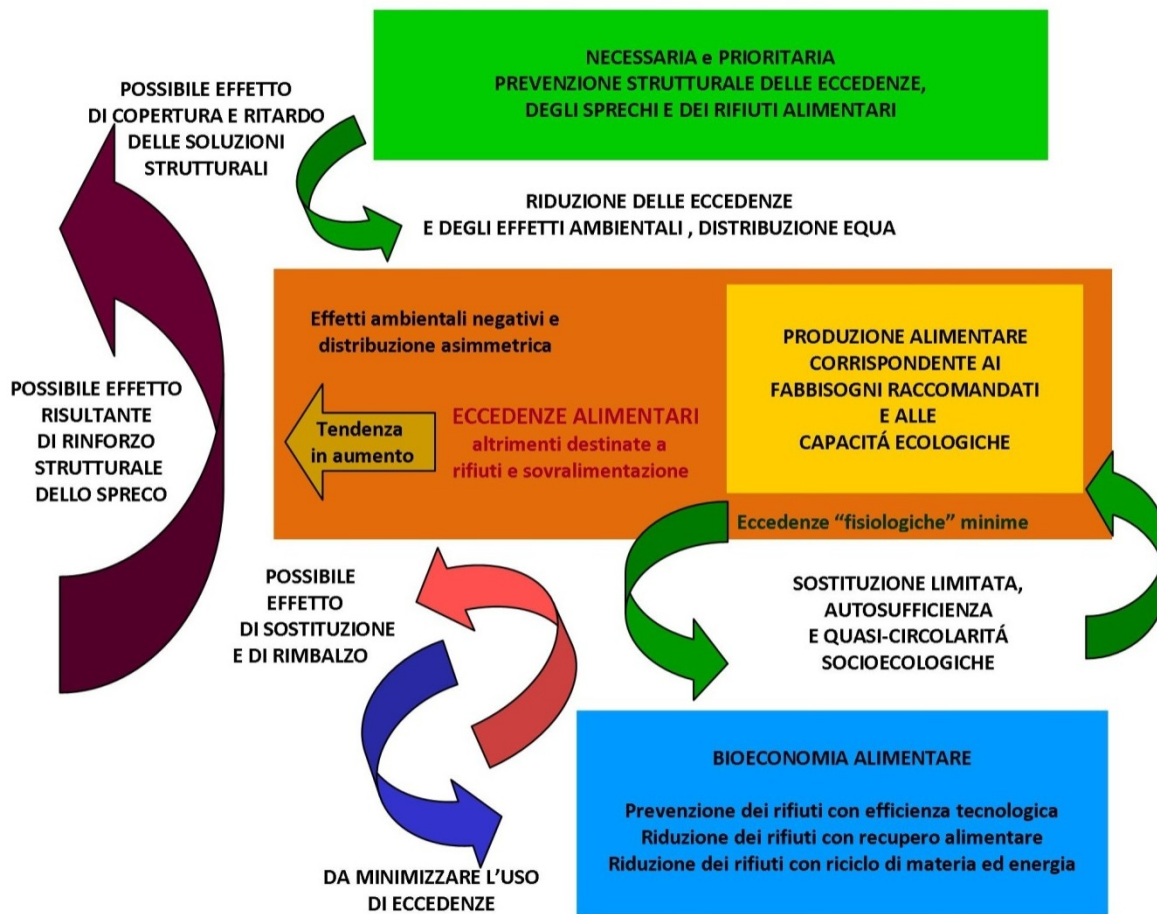 NECESSARIA e PRIORITARIA
PREVENZIONE STRUTTURALE DELLE ECCEDENZE,
DEGLI SPRECHI E DEI RIFIUTI ALIMENTARI
POSSIBILE EFFETTO
DI COPERTURA E RITARDO
DELLE SOLUZIONI
STRUTTURALI
RIDUZIONE DELLE ECCEDENZE
E DEGLI EFFETTI AMBIENTALI , DISTRIBUZIONE EQUA
Effetti ambientali negativi e
distribuzione asimmetrica
PRODUZIONE ALIMENTARE
CORRISPONDENTE AI
FABBISOGNI RACCOMANDATI
E ALLE
CAPACITÁ ECOLOGICHE
POSSIBILE EFFETTO
RISULTANTE
DI RINFORZO
STRUTTURALE
DELLO SPRECO
Tendenza
in aumento
ECCEDENZE ALIMENTARI
altrimenti destinate a
rifiuti e sovralimentazione
Eccedenze “fisiologiche” minime
POSSIBILE
EFFETTO
DI SOSTITUZIONE
E DI RIMBALZO
SOSTITUZIONE LIMITATA,
AUTOSUFFICIENZA
E QUASI-CIRCOLARITÁ
SOCIOECOLOGICHE
BIOECONOMIA ALIMENTARE
Prevenzione dei rifiuti con efficienza tecnologica
Riduzione dei rifiuti con recupero alimentare
Riduzione dei rifiuti con riciclo di materia ed energia
DA MINIMIZZARE L’USO
DI ECCEDENZE